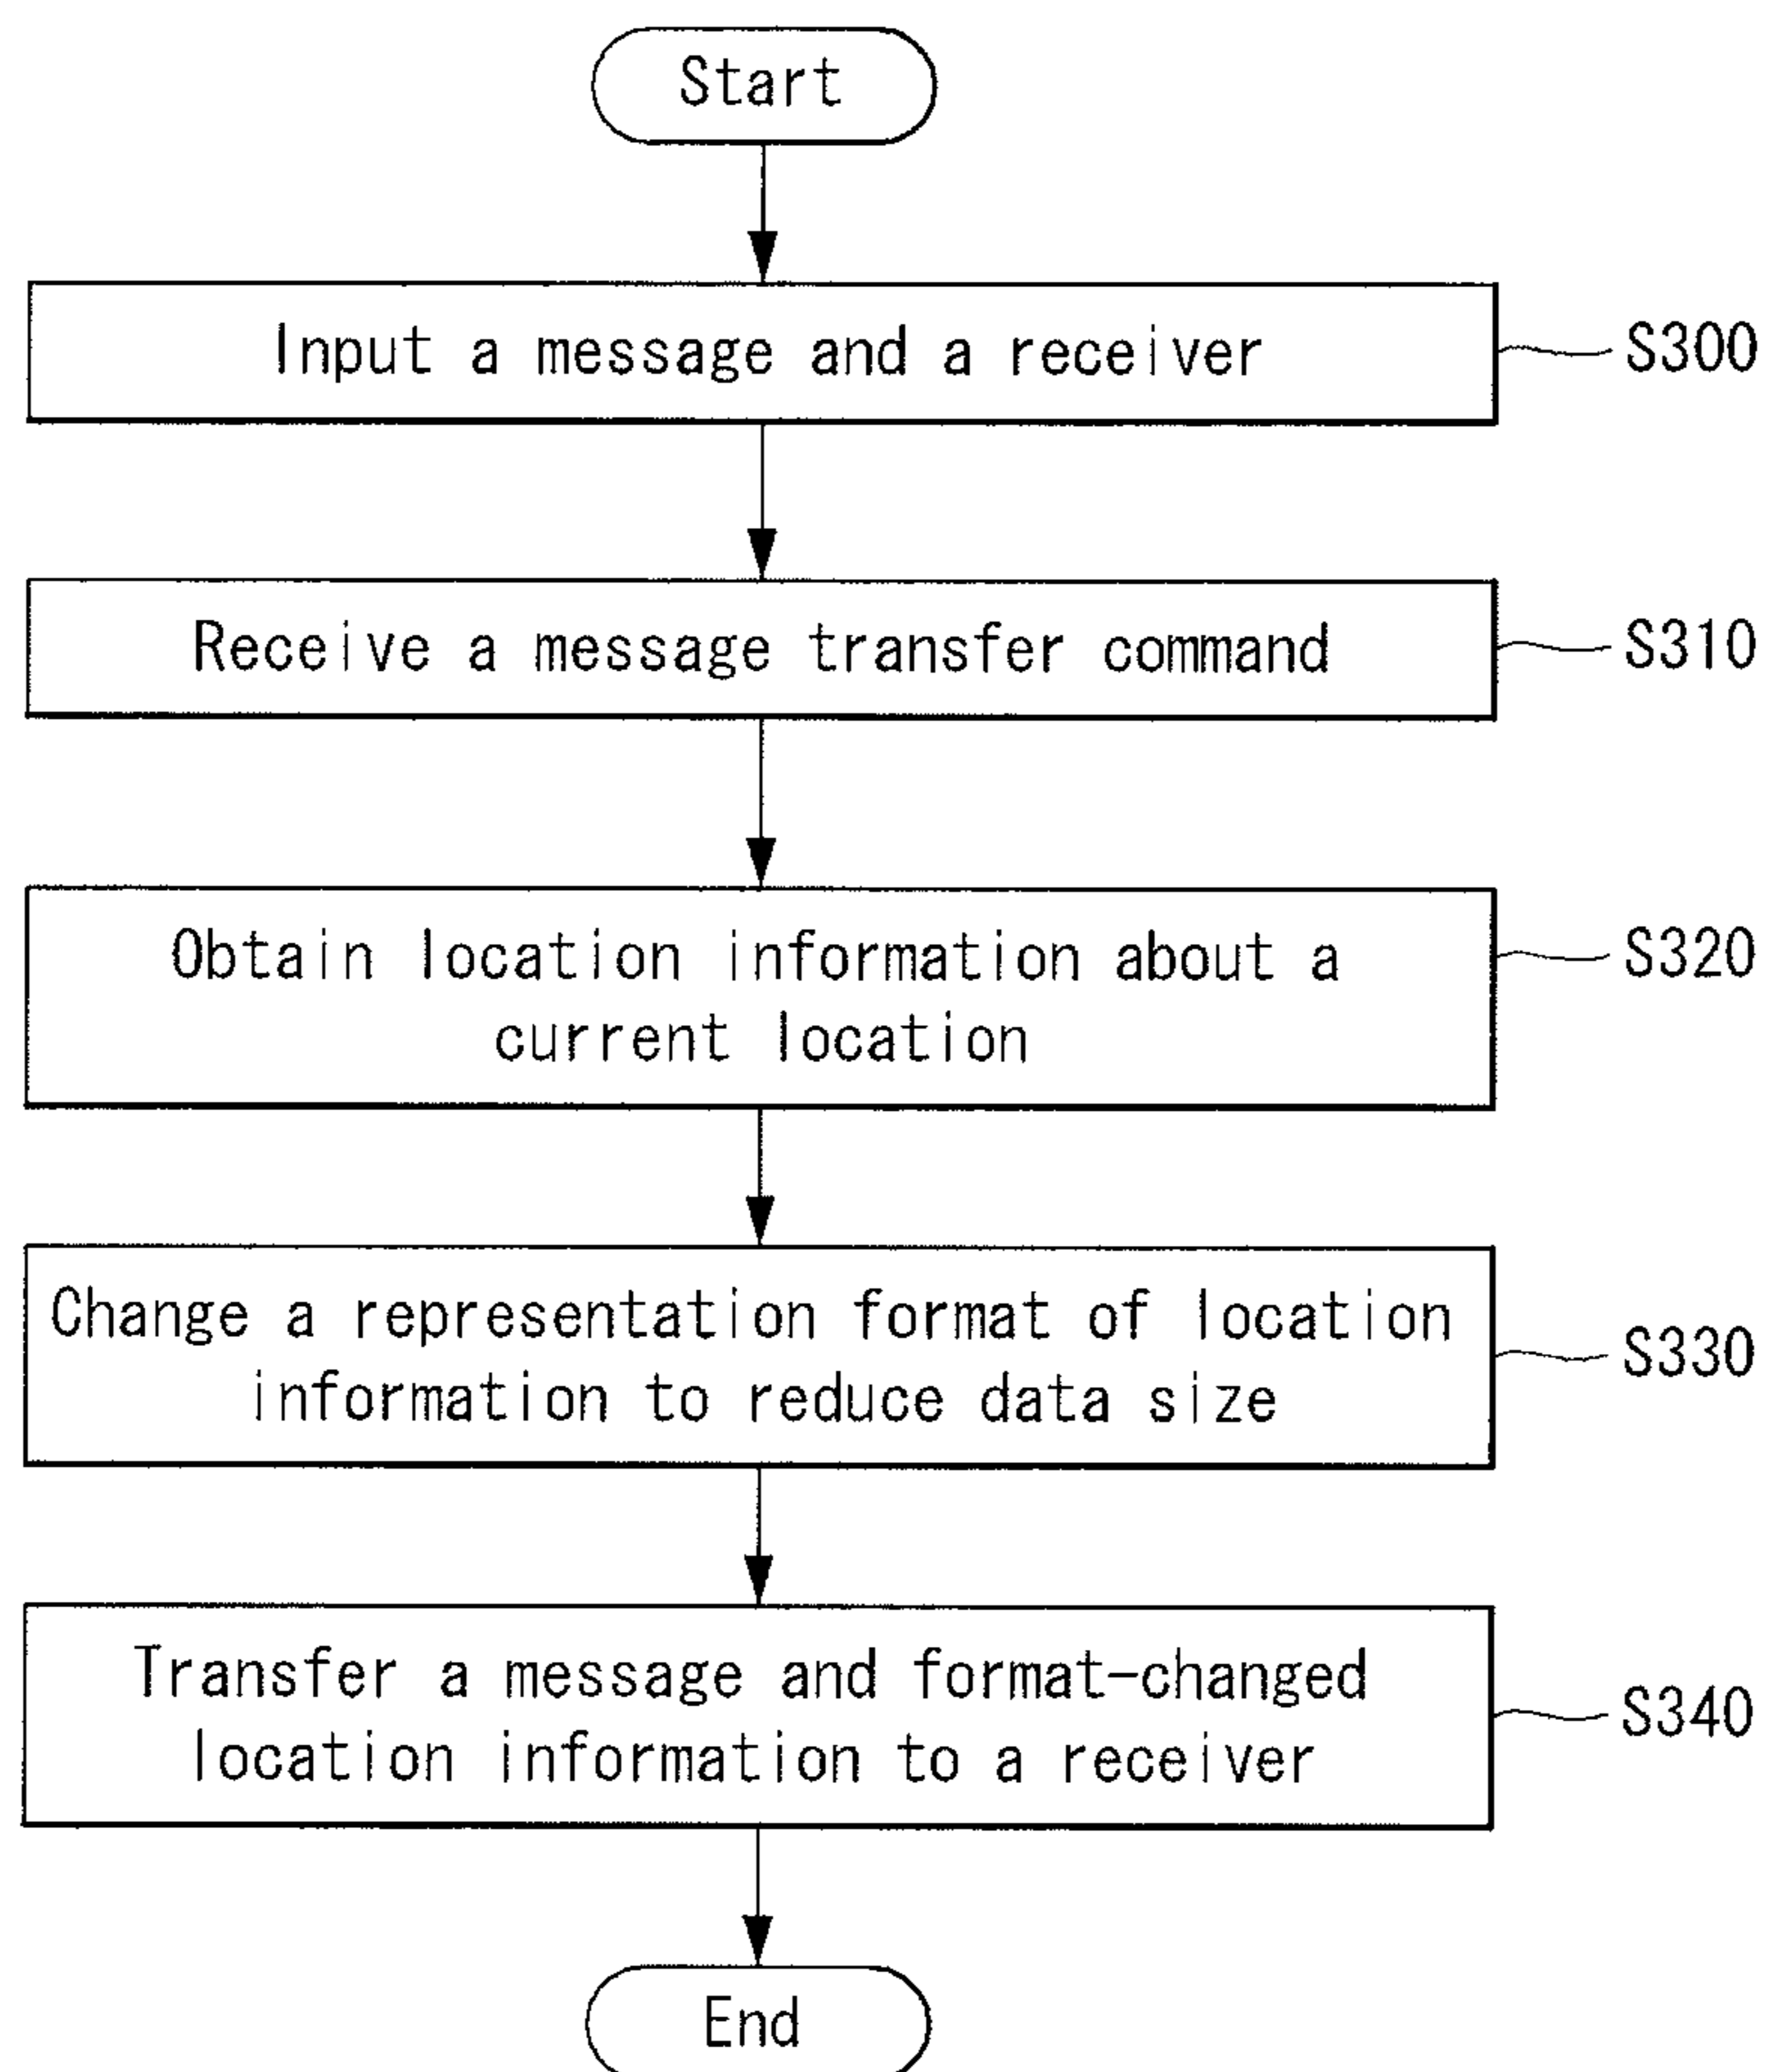 Start
Input a message and a receiver
S300
Receive a message transfer command
S310
Obtain location information about a
current location
S320
Change a representation format of location
information to reduce data size
S330
Transfer a message and format-changed
location information to a receiver
S340
End